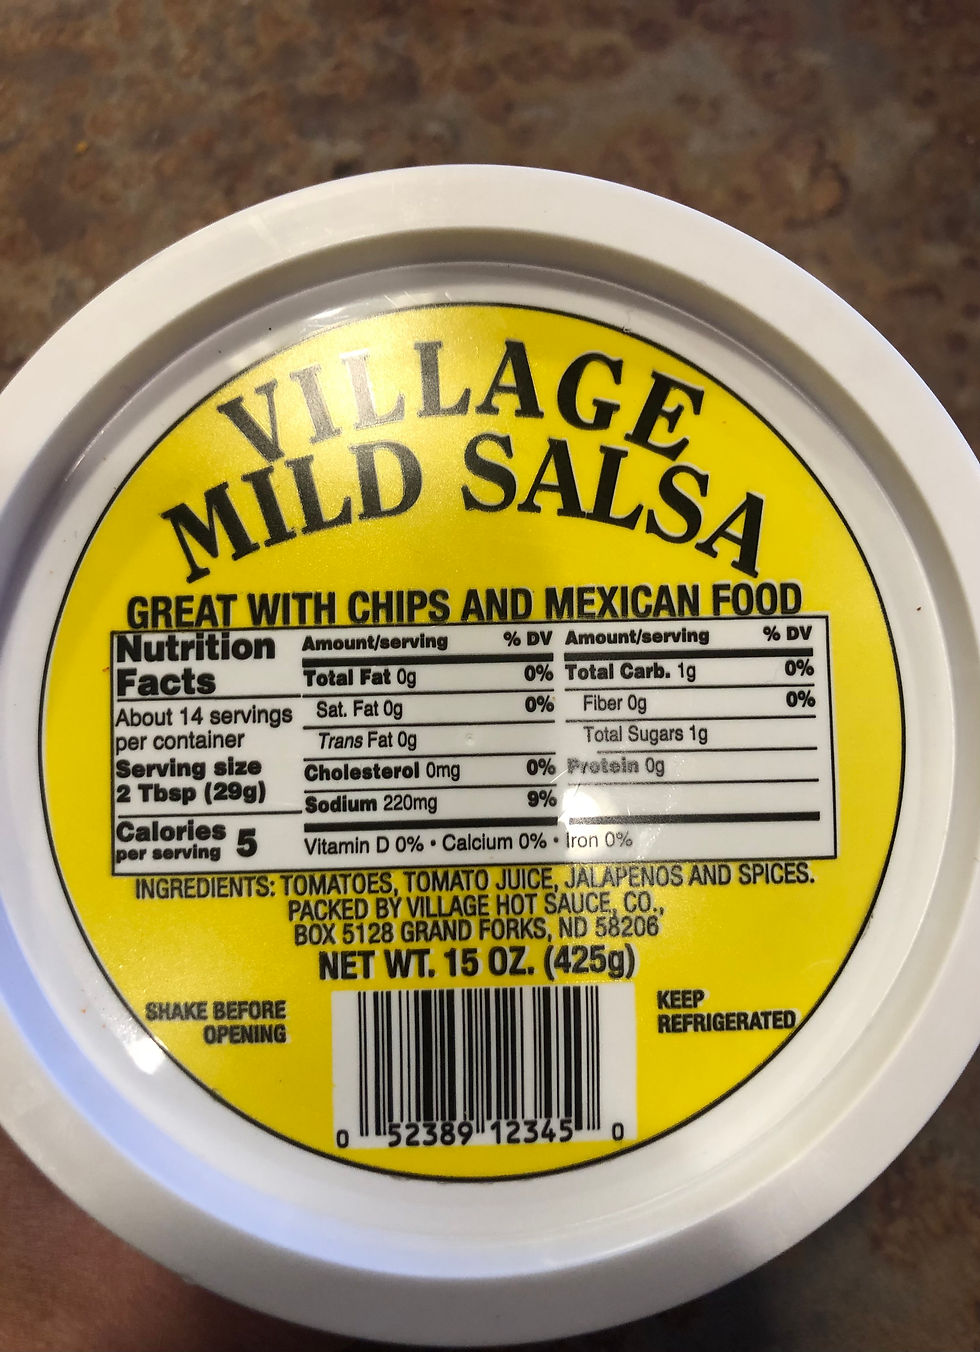 VILLAGE
MILD SALSA
GREAT WITH CHIPS AND MEXICAN FOOD
Nutrition
Facts
About 14 servings
per container
Serving size
2 Tbsp (29g)
Calories
per serving 5
Amount/serving % DV
Total Fat 0g 0%
Sat. Fat 0g 0%
Trans Fat 0g
Cholesterol 0mg 0%
Sodium 220mg 9%
Amount/serving % DV
Total Carb. 1g 0%
Fiber 0g 0%
Total Sugars 1g
Protein 0g
Vitamin D 0% • Calcium 0% • Iron 0%
INGREDIENTS: TOMATOES, TOMATO JUICE, JALAPENOS AND SPICES.
PACKED BY VILLAGE HOT SAUCE, CO.,
BOX 5128 GRAND FORKS, ND 58206
NET WT. 15 OZ. (425g)
SHAKE BEFORE
OPENING
KEEP
REFRIGERATED
0 52389 12345 0